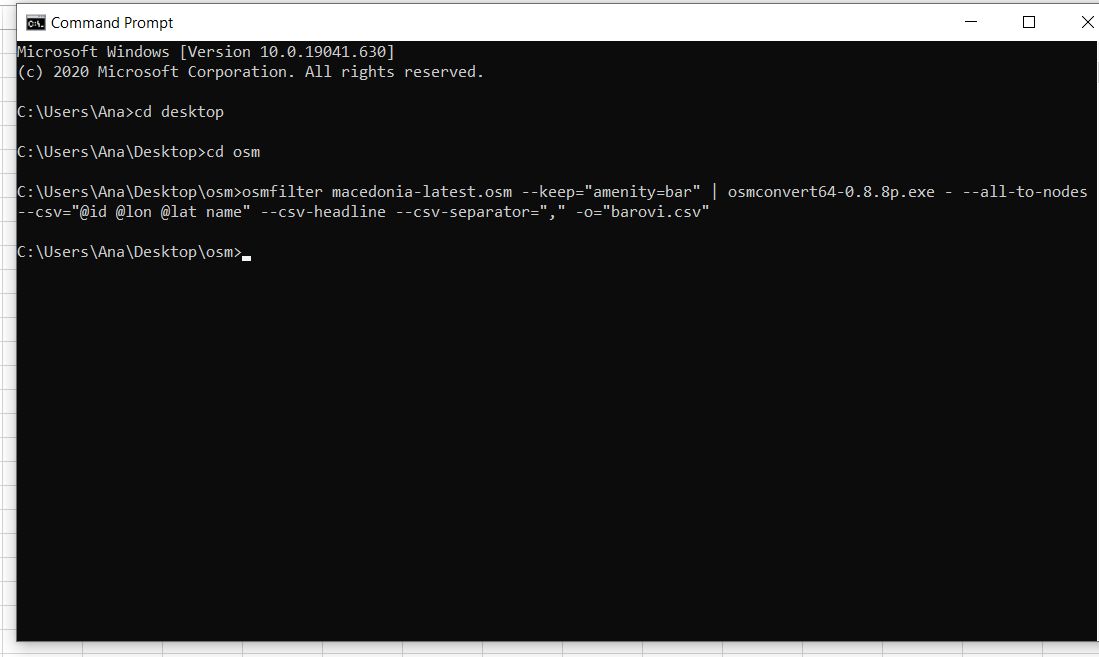 Command Prompt
Microsoft Windows [Version 10.0.19041.630]
(c) 2020 Microsoft Corporation. All rights reserved.
C:\Users\Ana>cd desktop
C:\Users\Ana\Desktop>cd osm
C:\Users\Ana\Desktop\osm>osmfilter macedonia-latest.osm --keep="amenity=bar" | osmconvert64-0.8.8p.exe - --all-to-nodes
--csv="@id @lon @lat name" --csv-headline --csv-separator="," -o="barovi.csv"
C:\Users\Ana\Desktop\osm>